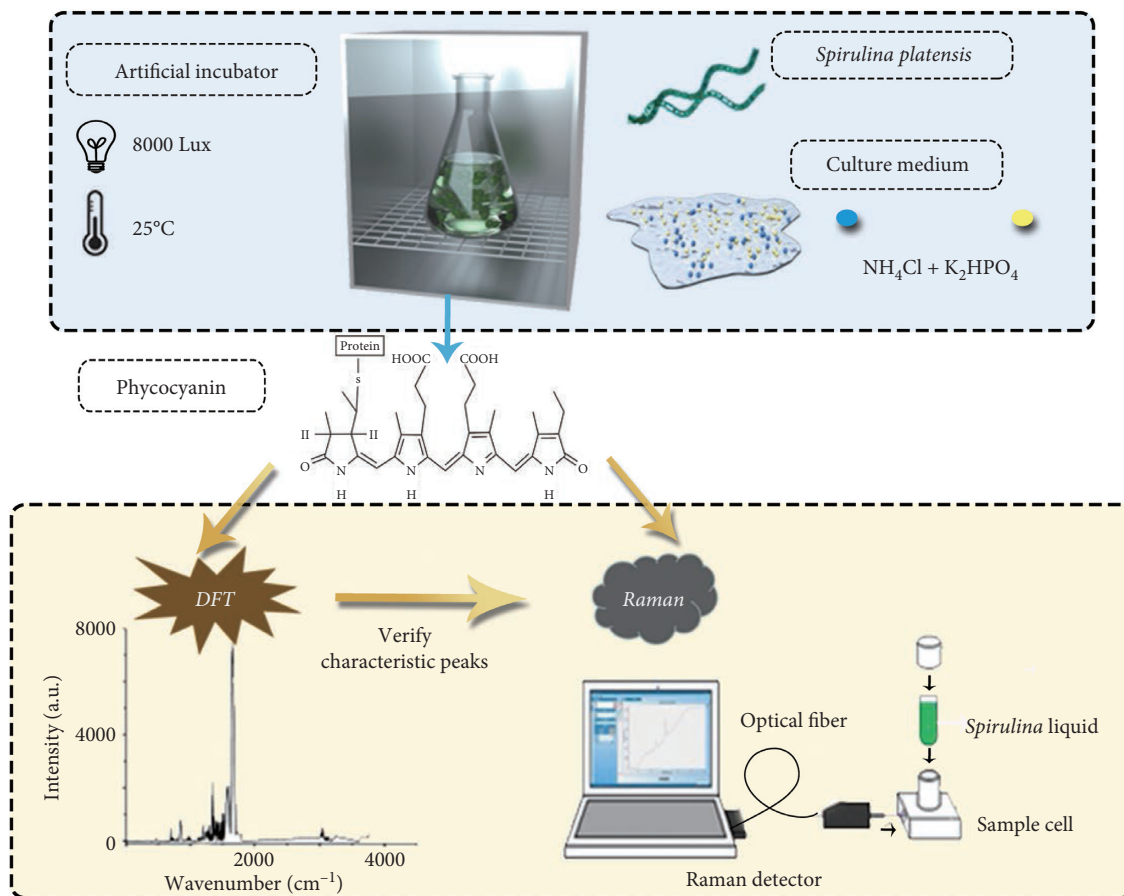 Artificial incubator
8000 Lux
25°C
Spirulina platensis
Culture medium
NH₄Cl + K₂HPO₄
Phycocyanin
Protein
s
HOOC
COOH
II
II
O
N
H
N
H
N
N
H
O
DFT
Verify
characteristic peaks
Raman
8000
4000
0
Intensity (a.u.)
2000
4000
Wavenumber (cm⁻¹)
Optical fiber
Spirulina liquid
Sample cell
Raman detector